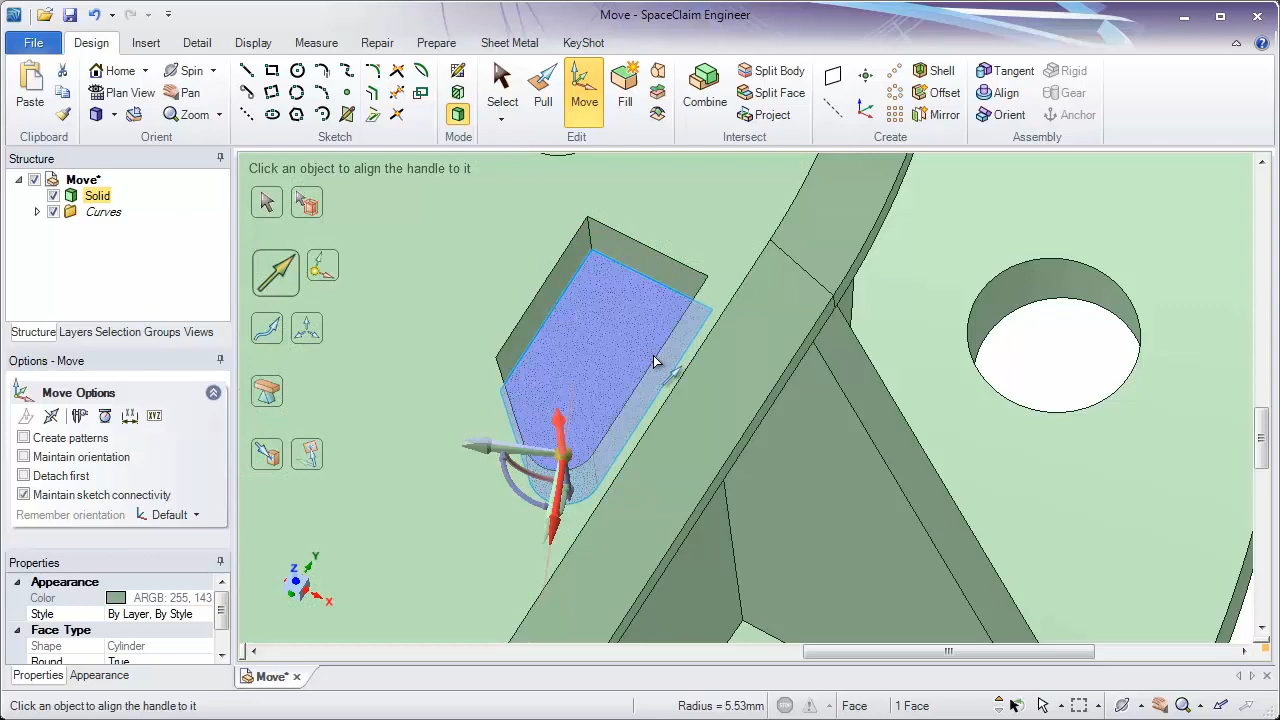 Move - SpaceClaim Engineer
File Design Insert Detail Display Measure Repair Prepare Sheet Metal KeyShot
Paste
Home Spin
Plan View Pan
Zoom
Select Pull Move Fill
Combine
Split Body
Split Face
Project
Shell
Offset
Mirror
Tangent Rigid
Align Gear
Orient Anchor
Clipboard Orient Sketch Mode Edit Intersect Create Assembly
Structure
Move*
Solid
Curves
Structure Layers Selection Groups Views
Options - Move
Move Options
XYZ
Create patterns
Maintain orientation
Detach first
Maintain sketch connectivity
Remember orientation Default
Properties
Appearance
Color ARGB: 255, 143
Style By Layer, By Style
Face Type
Shape Cylinder
Bound True
Properties Appearance
Click an object to align the handle to it
Y
Z
X
Move*
Click an object to align the handle to it Radius = 5.53mm Face 1 Face